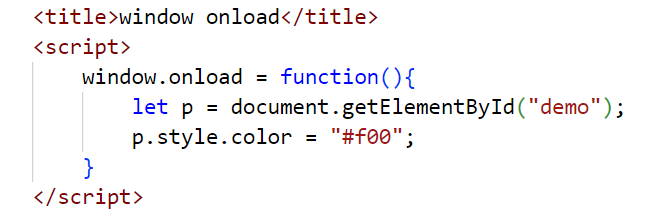 <title>window onload</title>
<script>
    window.onload = function(){
        let p = document.getElementById("demo");
        p.style.color = "#f00";
    }
</script>